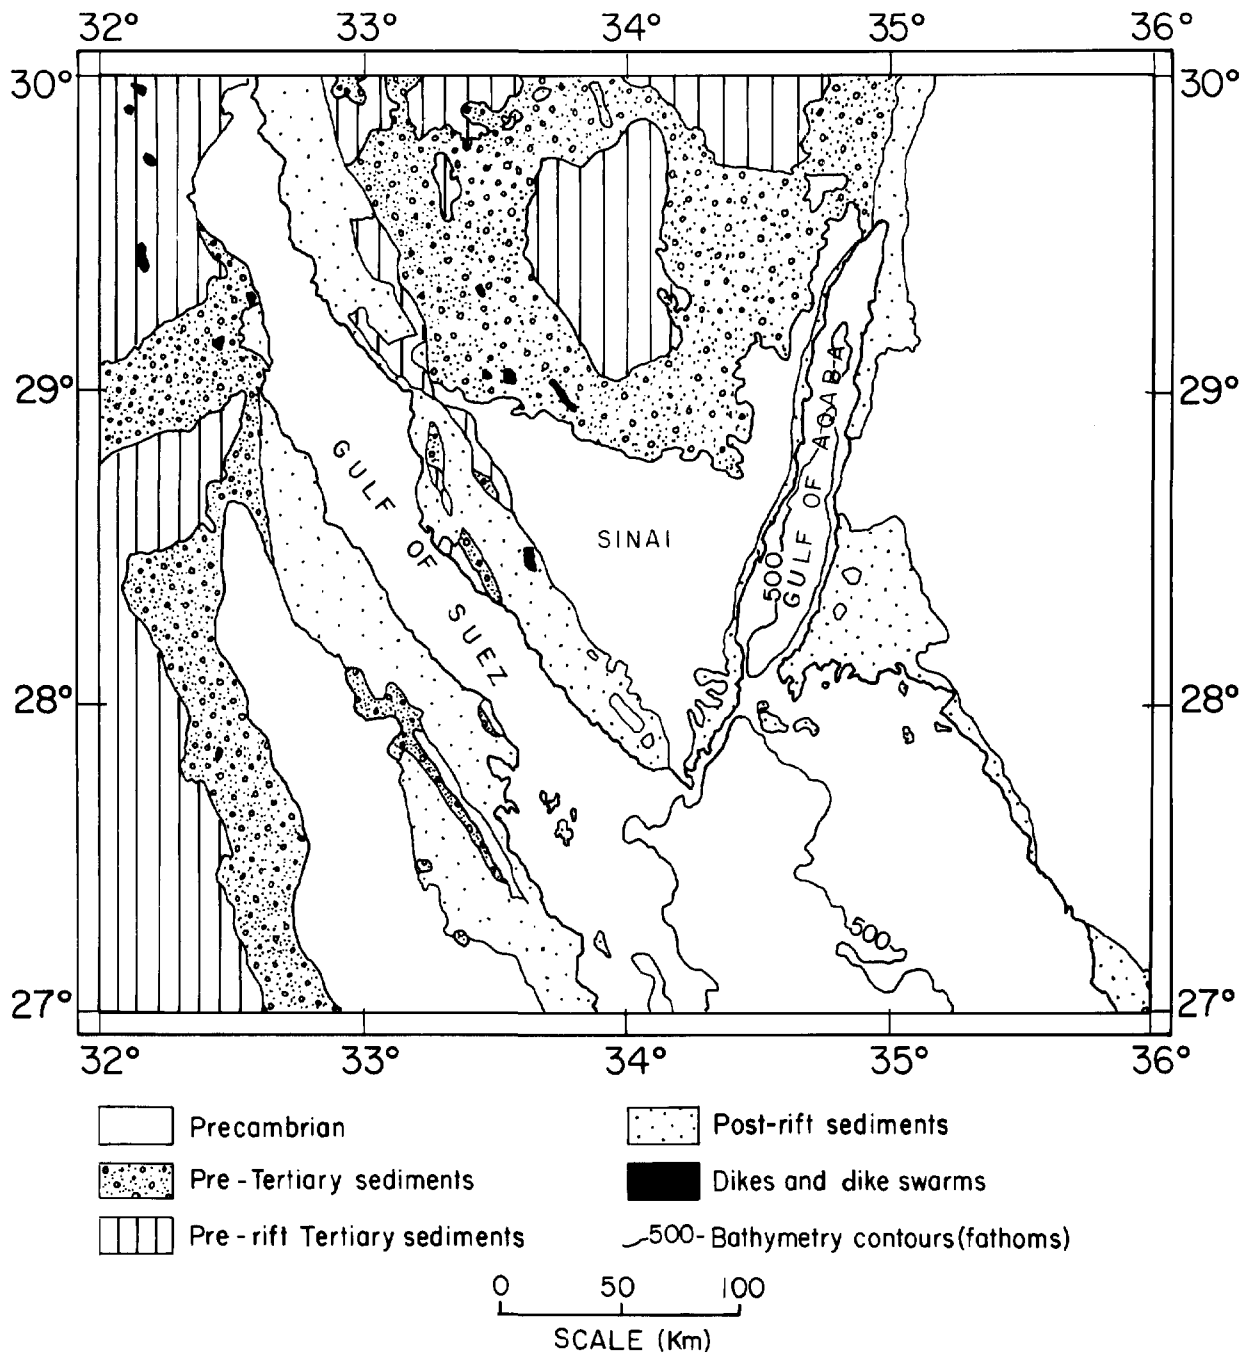 32° 33° 34° 35° 36°
30° 30°
29° 29°
GULF OF AQABA
GULF OF SUEZ
SINAI
500
28° 28°
500
27° 27°
32° 33° 34° 35° 36°
Precambrian
Post-rift sediments
Pre-Tertiary sediments
Dikes and dike swarms
Pre-rift Tertiary sediments
-500- Bathymetry contours (fathoms)
0 50 100
SCALE (Km)